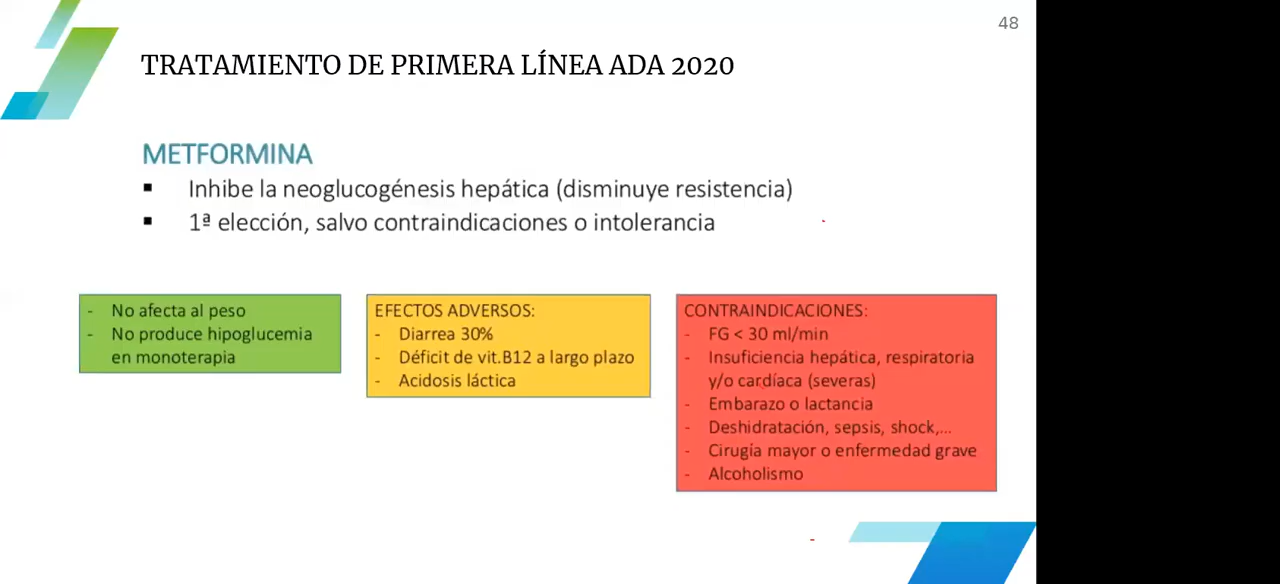 48
TRATAMIENTO DE PRIMERA LÍNEA ADA 2020
METFORMINA
▪ Inhibe la neoglucogénesis hepática (disminuye resistencia)
▪ 1ª elección, salvo contraindicaciones o intolerancia
- No afecta al peso
- No produce hipoglucemia
en monoterapia
EFECTOS ADVERSOS:
- Diarrea 30%
- Déficit de vit.B12 a largo plazo
- Acidosis láctica
CONTRAINDICACIONES:
- FG < 30 ml/min
- Insuficiencia hepática, respiratoria
y/o cardíaca (severas)
- Embarazo o lactancia
- Deshidratación, sepsis, shock,...
- Cirugía mayor o enfermedad grave
- Alcoholismo